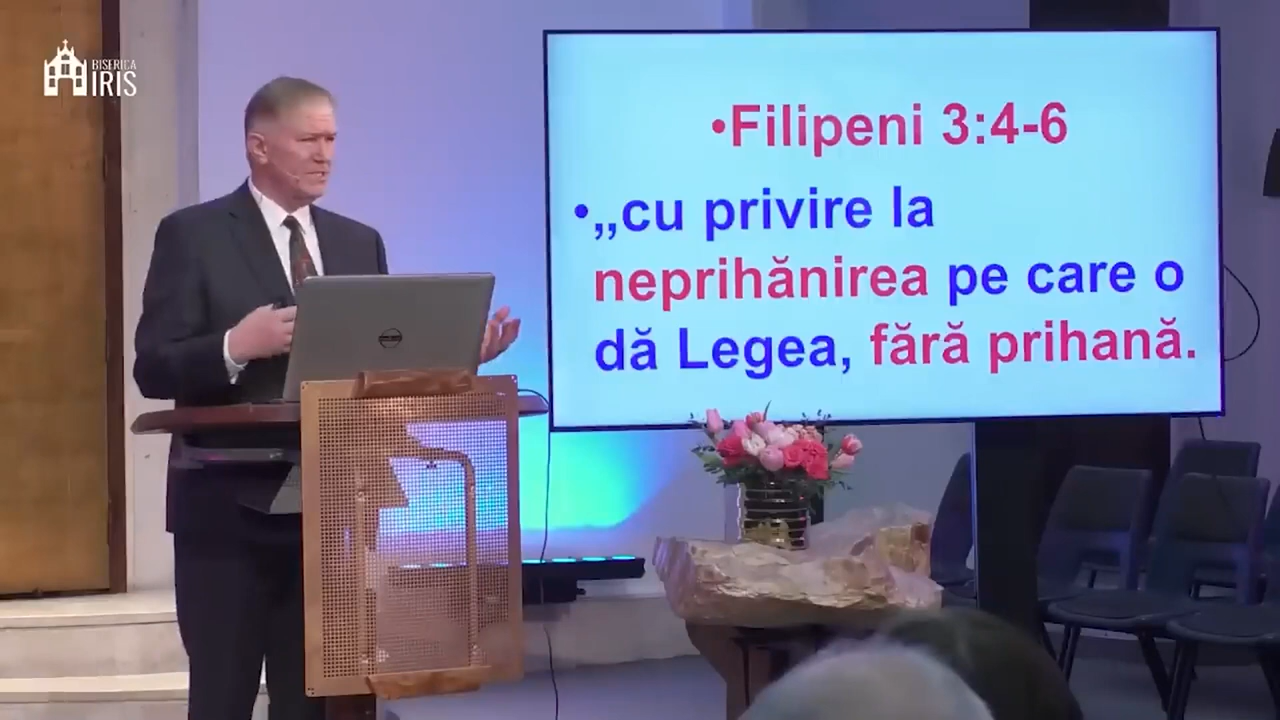 BISERICA
IRIS
•Filipeni 3:4-6
•„cu privire la
neprihănirea pe care o
dă Legea, fără prihană.